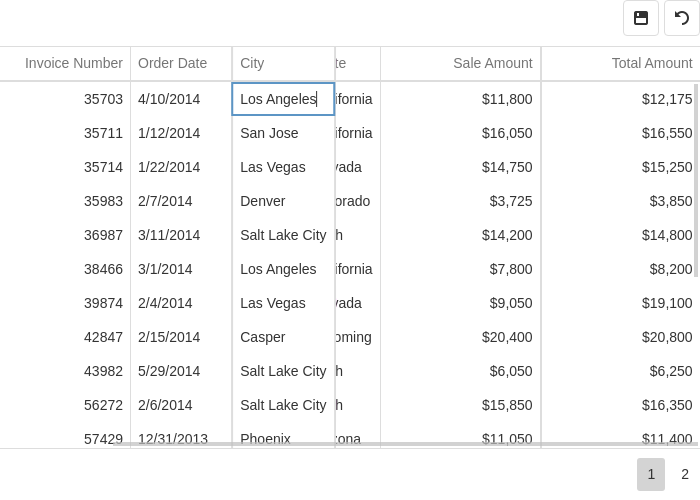 Invoice Number Order Date City te Sale Amount Total Amount
35703 4/10/2014 Los Angeles ifornia $11,800 $12,175
35711 1/12/2014 San Jose ifornia $16,050 $16,550
35714 1/22/2014 Las Vegas vada $14,750 $15,250
35983 2/7/2014 Denver orado $3,725 $3,850
36987 3/11/2014 Salt Lake City h $14,200 $14,800
38466 3/1/2014 Los Angeles ifornia $7,800 $8,200
39874 2/4/2014 Las Vegas vada $9,050 $19,100
42847 2/15/2014 Casper oming $20,400 $20,800
43982 5/29/2014 Salt Lake City h $6,050 $6,250
56272 2/6/2014 Salt Lake City h $15,850 $16,350
57429 12/31/2013 Phoenix zona $11,050 $11,400
1 2